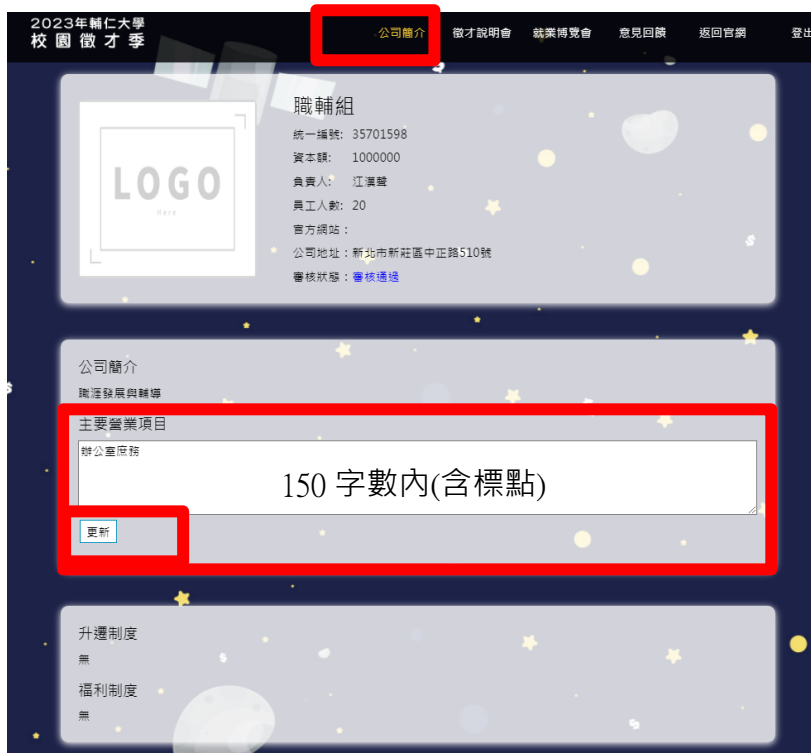 2023年輔仁大學
校園徵才季
公司簡介 徵才說明會 就業博覽會 意見回饋 返回官網 登出
LOGO
Here
職輔組
統一編號: 35701598
資本額: 1000000
負責人: 江漢聲
員工人數: 20
官方網站:
公司地址:新北市新莊區中正路510號
審核狀態:審核通過
公司簡介
職涯發展與輔導
主要營業項目
辦公室庶務
150 字數內(含標點)
更新
升遷制度
無
福利制度
無